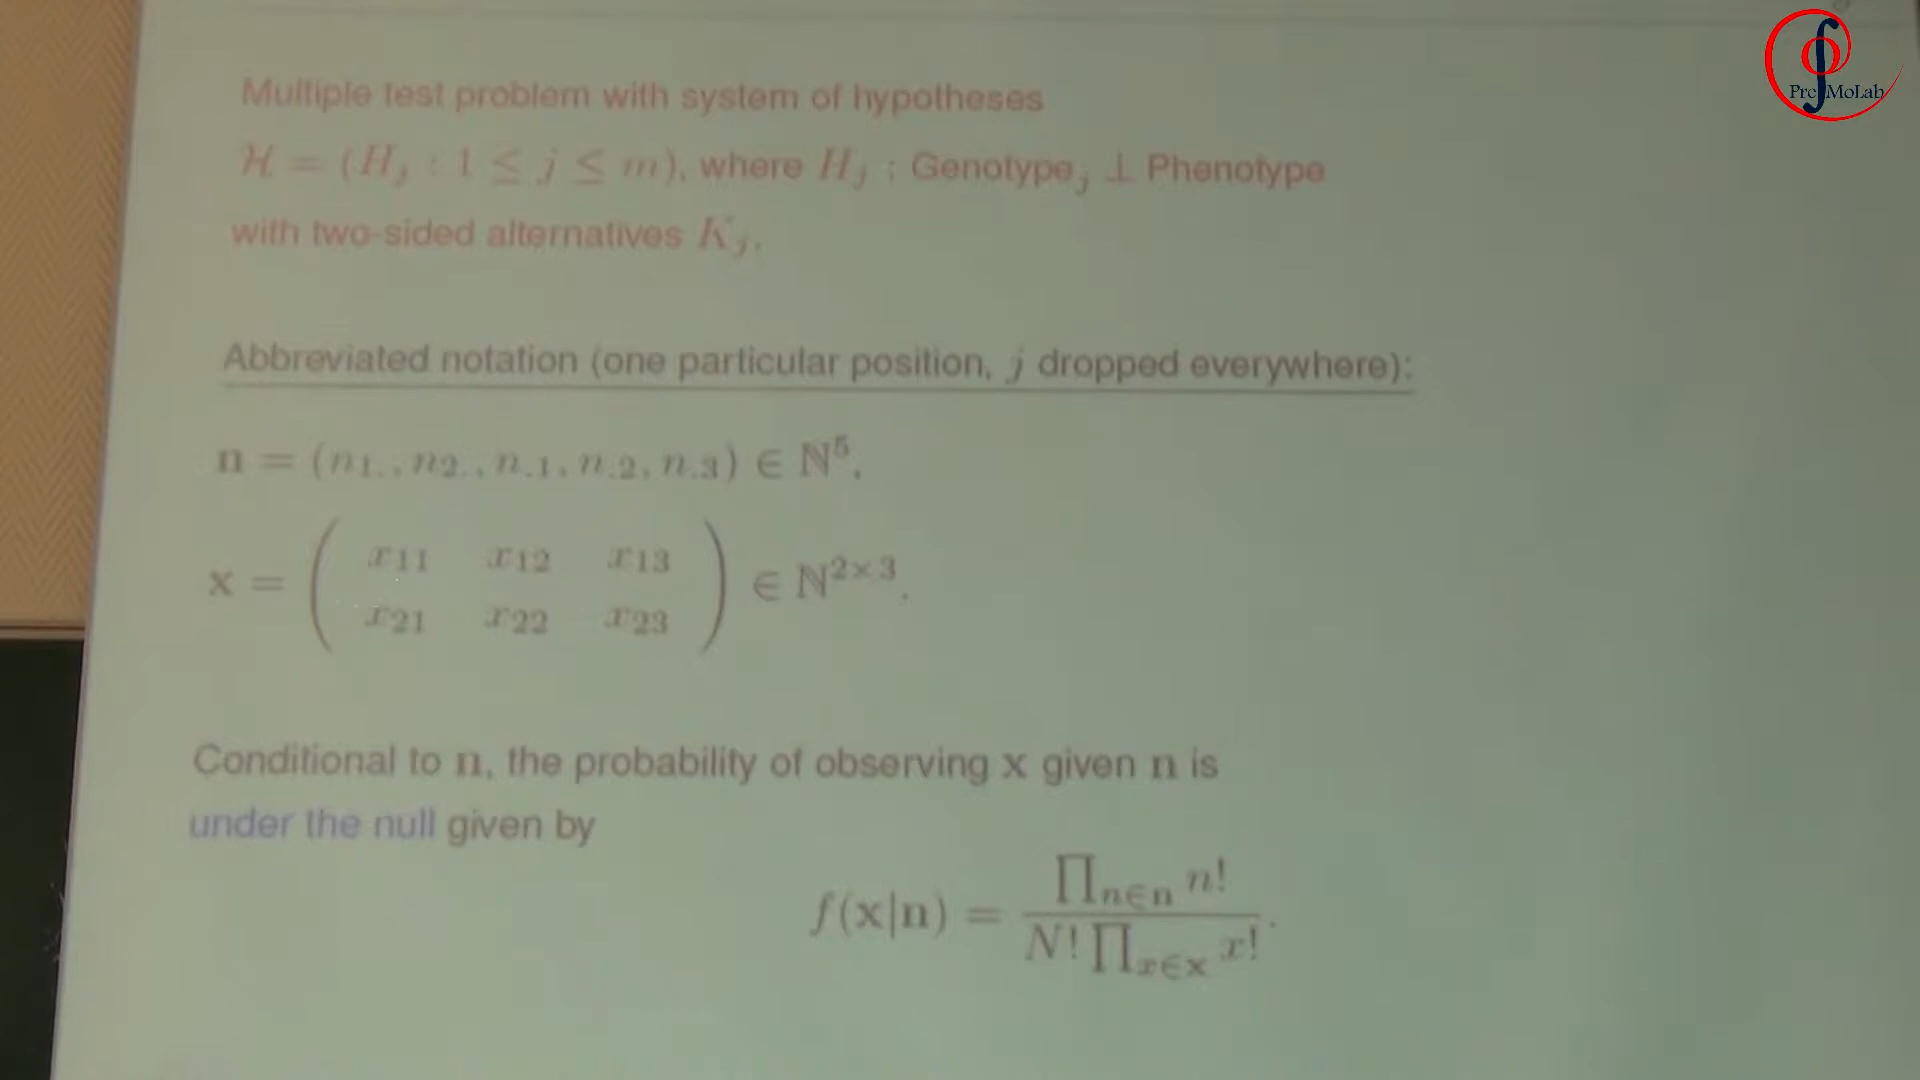 PreMoLab
Multiple test problem with system of hypotheses
ℋ = (H_j : 1 ≤ j ≤ m), where H_j : Genotype_j ⊥ Phenotype
with two-sided alternatives K_j.
Abbreviated notation (one particular position, j dropped everywhere):
n = (n_1., n_2., n_.1, n_.2, n_.3) ∈ ℕ^5,
x = ( x_11 x_12 x_13
x_21 x_22 x_23 ) ∈ ℕ^{2×3}.
Conditional to n, the probability of observing x given n is
under the null given by
f(x|n) = ∏_{n∈n} n! / N! ∏_{x∈x} x! .